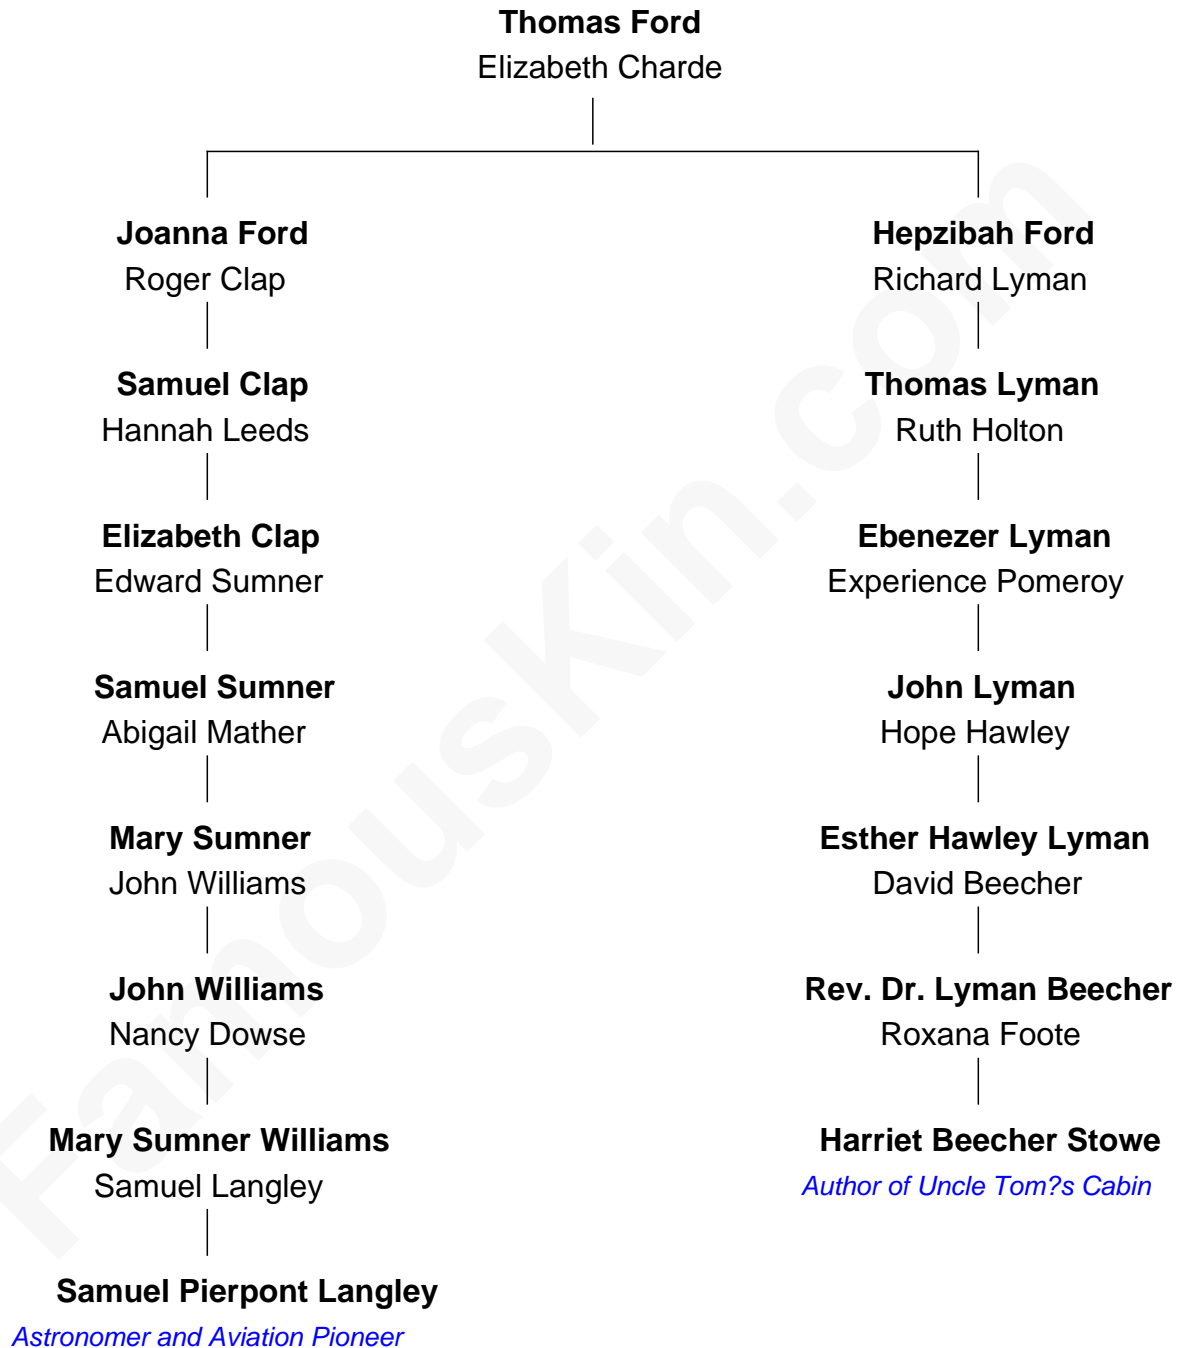 Thomas Ford
Elizabeth Charde
Joanna Ford
Roger Clap
Hepzibah Ford
Richard Lyman
Samuel Clap
Hannah Leeds
Thomas Lyman
Ruth Holton
Elizabeth Clap
Edward Sumner
Ebenezer Lyman
Experience Pomeroy
Samuel Sumner
Abigail Mather
John Lyman
Hope Hawley
Mary Sumner
John Williams
Esther Hawley Lyman
David Beecher
John Williams
Nancy Dowse
Rev. Dr. Lyman Beecher
Roxana Foote
Mary Sumner Williams
Samuel Langley
Harriet Beecher Stowe
Author of Uncle Tom?s Cabin
Samuel Pierpont Langley
Astronomer and Aviation Pioneer
FamousKin.com